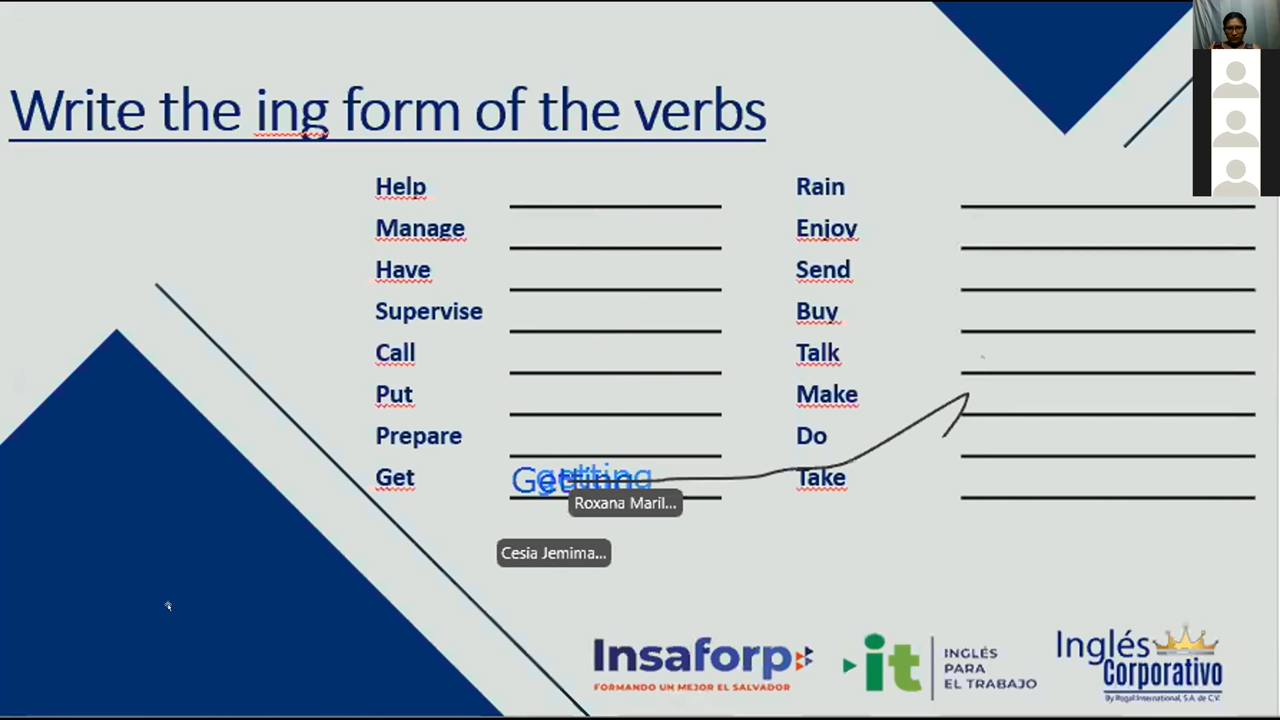 Write the ing form of the verbs
Help
Manage
Have
Supervise
Call
Put
Prepare
Get
getting
Roxana Maril...
Cesia Jemima...
Rain
Enjoy
Send
Buy
Talk
Make
Do
Take
Insaforp
FORMANDO UN MEJOR EL SALVADOR
it
INGLÉS
PARA
EL TRABAJO
Inglés
Corporativo
By Regall International, S.A. de C.V.